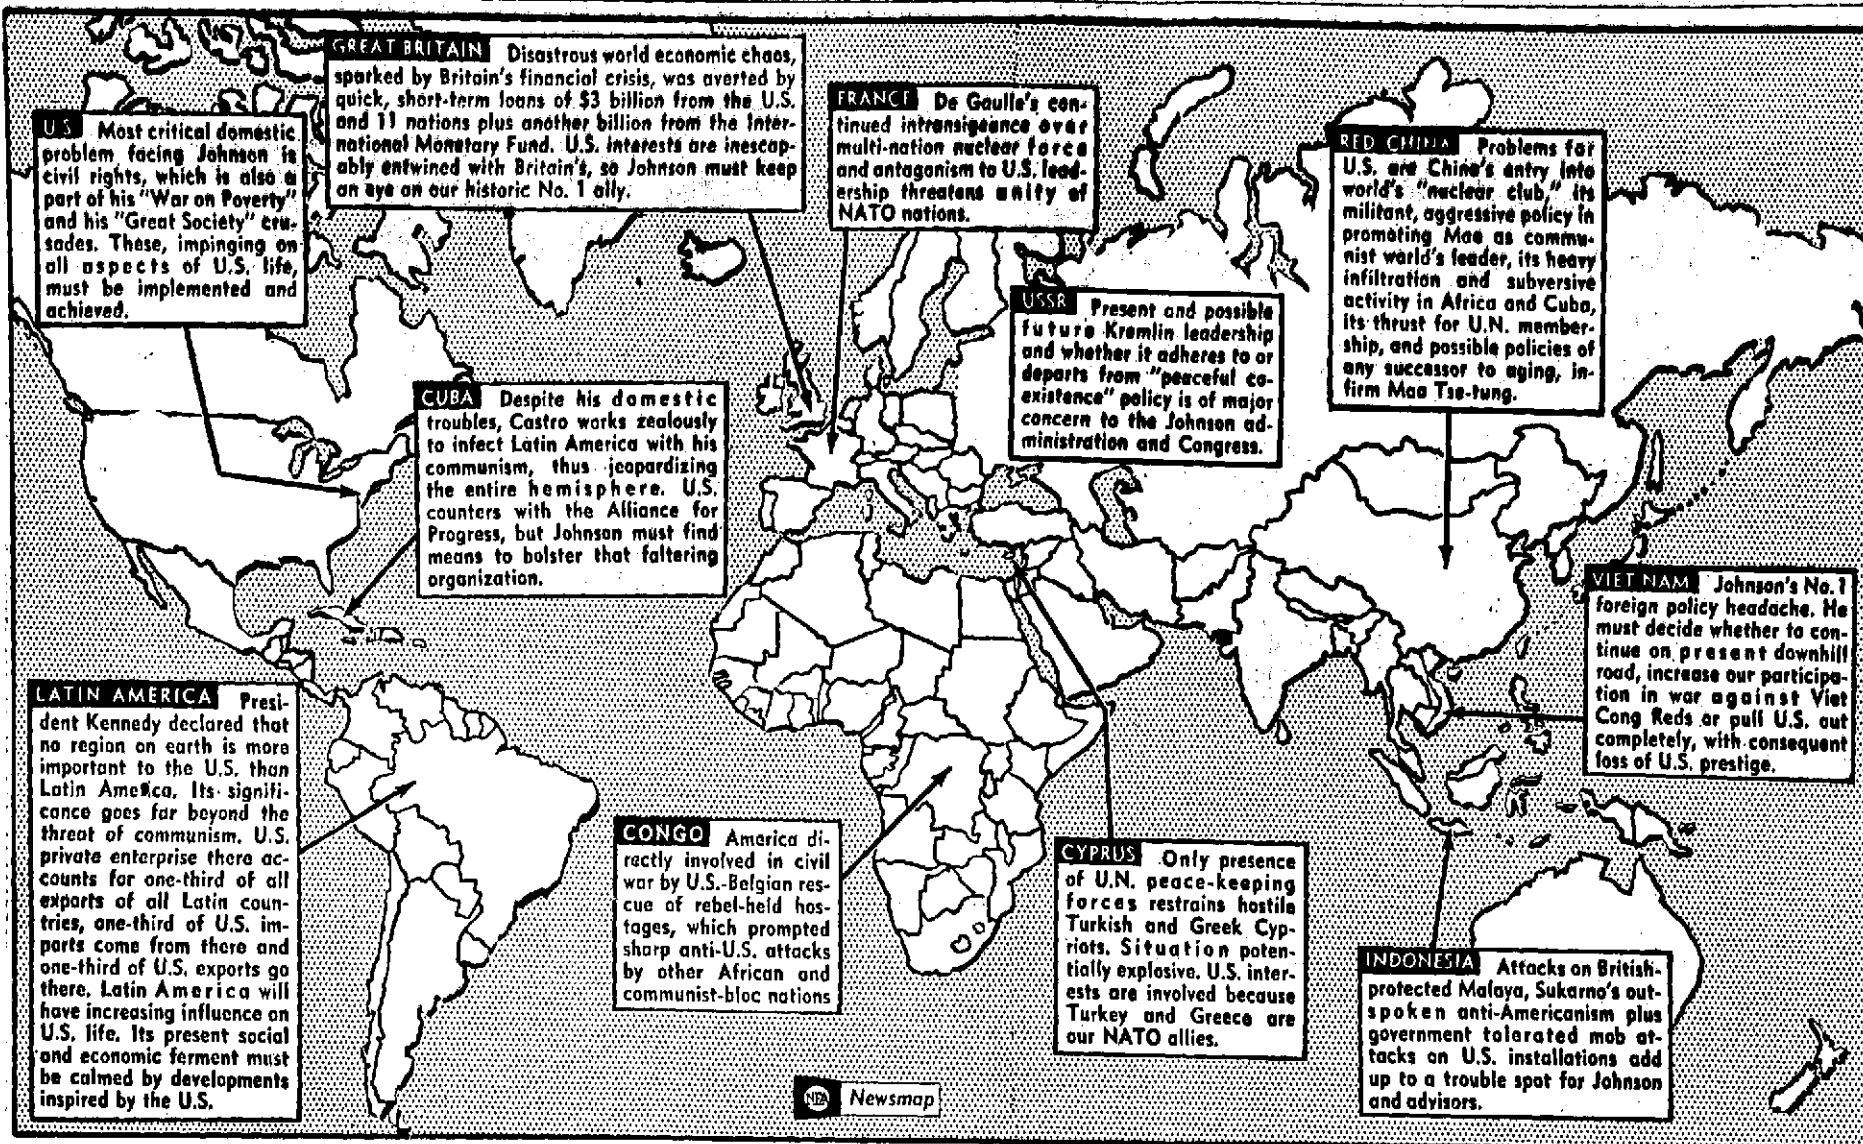 GREAT BRITAIN Disastrous world economic chaos,
sparked by Britain's financial crisis, was averted by
quick, short-term loans of $3 billion from the U.S.
and 11 nations plus another billion from the Inter-
national Monetary Fund. U.S. interests are inescap-
ably entwined with Britain's, so Johnson must keep
an eye on our historic No. 1 ally.
FRANCE De Gaulle's con-
tinued intransigeance over
multi-nation nuclear force
and antagonism to U.S. lead-
ership threatens unity of
NATO nations.
U.S. Most critical domestic
problem facing Johnson is
civil rights, which is also a
part of his "War on Poverty"
and his "Great Society" cru-
sades. These, impinging on
all aspects of U.S. life,
must be implemented and
achieved.
RED CHINA Problems for
U.S. are China's entry into
world's "nuclear club," its
militant, aggressive policy in
promoting Mao as commu-
nist world's leader, its heavy
infiltration and subversive
activity in Africa and Cuba,
its thrust for U.N. member-
ship, and possible policies of
any successor to aging, in-
firm Mao Tse-tung.
USSR Present and possible
future Kremlin leadership
and whether it adheres to or
departs from "peaceful co-
existence" policy is of major
concern to the Johnson ad-
ministration and Congress.
CUBA Despite his domestic
troubles, Castro works zealously
to infect Latin America with his
communism, thus jeopardizing
the entire hemisphere. U.S.
counters with the Alliance for
Progress, but Johnson must find
means to bolster that faltering
organization.
VIET NAM Johnson's No. 1
foreign policy headache. He
must decide whether to con-
tinue on present downhill
road, increase our participa-
tion in war against Viet
Cong Reds or pull U.S. out
completely, with consequent
loss of U.S. prestige.
LATIN AMERICA Presi-
dent Kennedy declared that
no region on earth is more
important to the U.S. than
Latin America. Its signifi-
cance goes far beyond the
threat of communism. U.S.
private enterprise there ac-
counts for one-third of all
exports of all Latin coun-
tries, one-third of U.S. im-
ports come from there and
one-third of U.S. exports go
there. Latin America will
have increasing influence on
U.S. life. Its present social
and economic ferment must
be calmed by developments
inspired by the U.S.
CONGO America di-
rectly involved in civil
war by U.S.-Belgian res-
cue of rebel-held hos-
tages, which prompted
sharp anti-U.S. attacks
by other African and
communist-bloc nations
CYPRUS Only presence
of U.N. peace-keeping
forces restrains hostile
Turkish and Greek Cyp-
riots. Situation poten-
tially explosive. U.S. inter-
ests are involved because
Turkey and Greece are
our NATO allies.
INDONESIA Attacks on British-
protected Malaya, Sukarno's out-
spoken anti-Americanism plus
government tolerated mob at-
tacks on U.S. installations add
up to a trouble spot for Johnson
and advisors.
NEA Newsmap